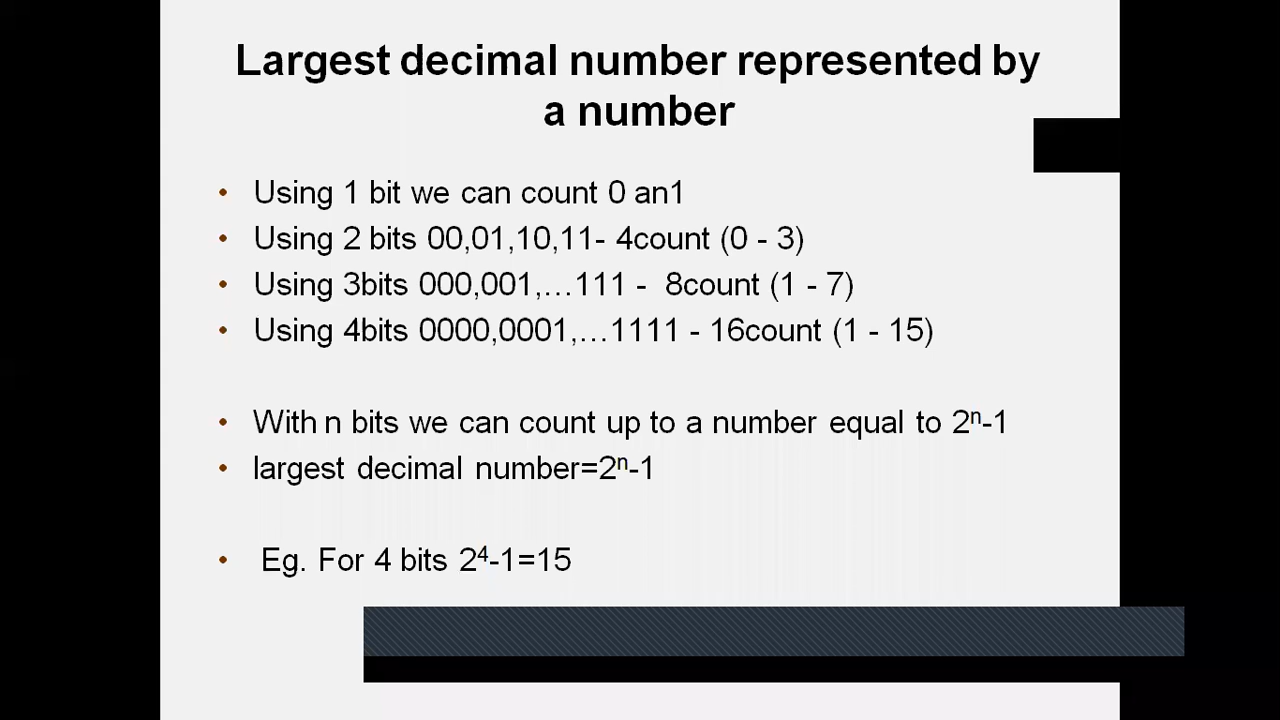 Largest decimal number represented by
a number
• Using 1 bit we can count 0 an1
• Using 2 bits 00,01,10,11- 4count (0 - 3)
• Using 3bits 000,001,…111 - 8count (1 - 7)
• Using 4bits 0000,0001,…1111 - 16count (1 - 15)
• With n bits we can count up to a number equal to 2ⁿ-1
• largest decimal number=2ⁿ-1
• Eg. For 4 bits 2⁴-1=15